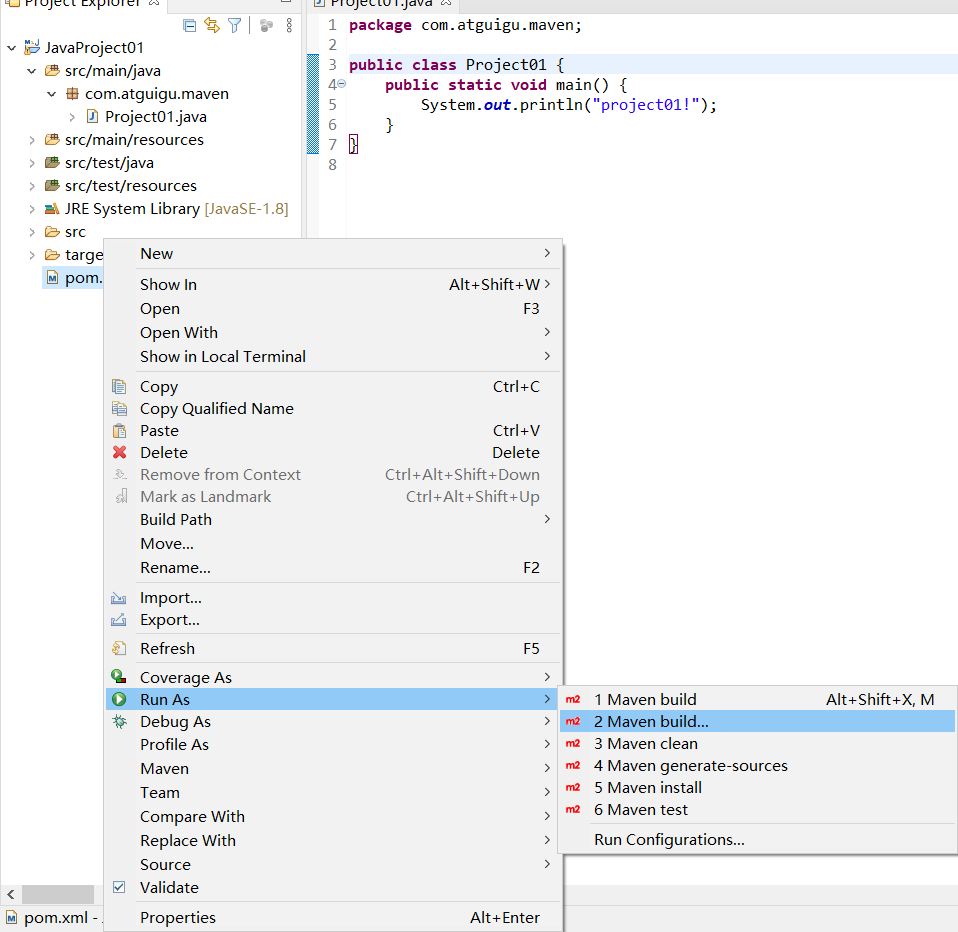 Project Explorer
JavaProject01
src/main/java
com.atguigu.maven
Project01.java
src/main/resources
src/test/java
src/test/resources
JRE System Library [JavaSE-1.8]
src
targe
pom.
Project01.java
1 package com.atguigu.maven;
2
3 public class Project01 {
4 public static void main() {
5 System.out.println("project01!");
6 }
7 }
8
New
Show In Alt+Shift+W
Open F3
Open With
Show in Local Terminal
Copy Ctrl+C
Copy Qualified Name
Paste Ctrl+V
Delete Delete
Remove from Context Ctrl+Alt+Shift+Down
Mark as Landmark Ctrl+Alt+Shift+Up
Build Path
Move...
Rename... F2
Import...
Export...
Refresh F5
Coverage As
Run As
Debug As
Profile As
Maven
Team
Compare With
Replace With
Source
Validate
Properties Alt+Enter
m2 1 Maven build Alt+Shift+X, M
m2 2 Maven build...
m2 3 Maven clean
m2 4 Maven generate-sources
m2 5 Maven install
m2 6 Maven test
Run Configurations...
pom.xml -